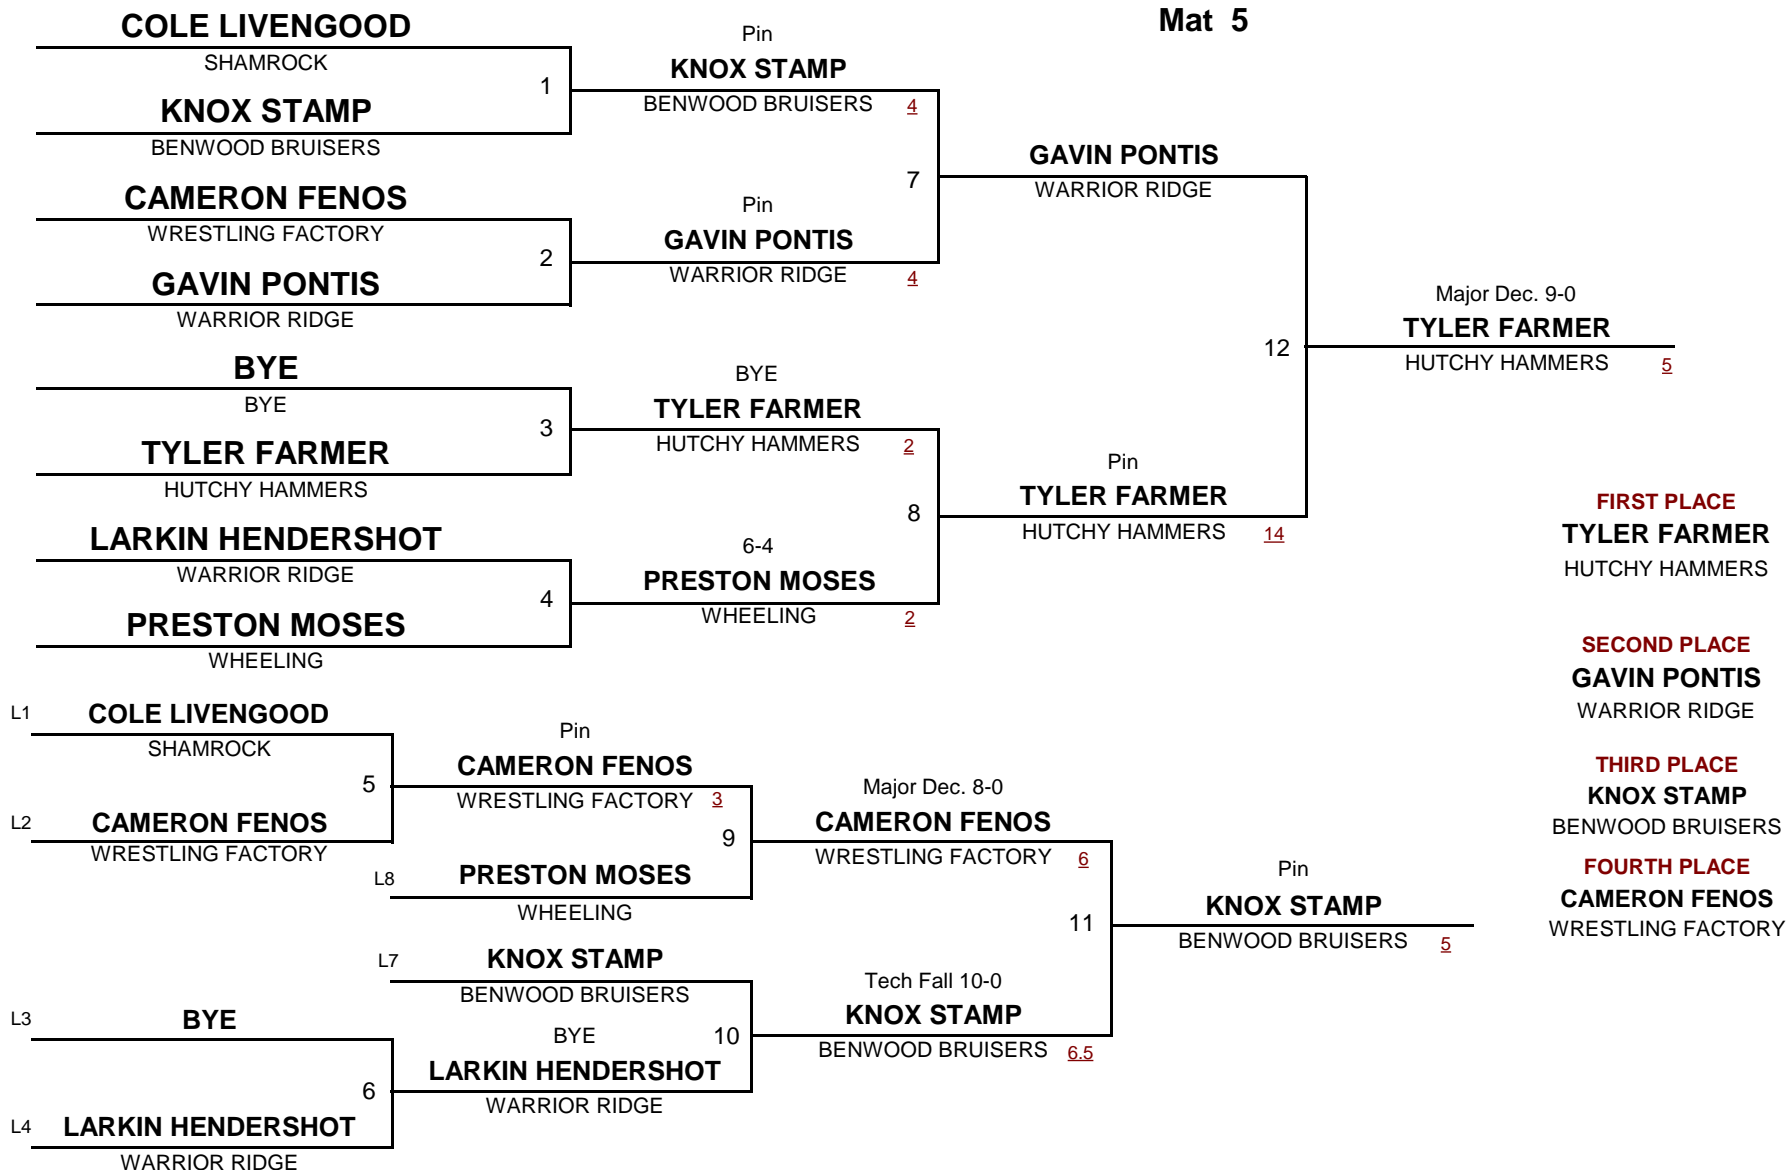 Mat 5
COLE LIVENGOOD
SHAMROCK
1
KNOX STAMP
BENWOOD BRUISERS
CAMERON FENOS
WRESTLING FACTORY
2
GAVIN PONTIS
WARRIOR RIDGE
BYE
BYE
3
TYLER FARMER
HUTCHY HAMMERS
LARKIN HENDERSHOT
WARRIOR RIDGE
4
PRESTON MOSES
WHEELING
Pin
KNOX STAMP
BENWOOD BRUISERS 4
7
Pin
GAVIN PONTIS
WARRIOR RIDGE 4
BYE
TYLER FARMER
HUTCHY HAMMERS 2
8
6-4
PRESTON MOSES
WHEELING 2
GAVIN PONTIS
WARRIOR RIDGE
12
Pin
TYLER FARMER
HUTCHY HAMMERS 14
Major Dec. 9-0
TYLER FARMER
HUTCHY HAMMERS 5
L1 COLE LIVENGOOD
SHAMROCK
5
L2 CAMERON FENOS
WRESTLING FACTORY
L3 BYE
6
L4 LARKIN HENDERSHOT
WARRIOR RIDGE
Pin
CAMERON FENOS
WRESTLING FACTORY 3
9
L8 PRESTON MOSES
WHEELING
L7 KNOX STAMP
BENWOOD BRUISERS
10
BYE
LARKIN HENDERSHOT
WARRIOR RIDGE
Major Dec. 8-0
CAMERON FENOS
WRESTLING FACTORY 6
11
Tech Fall 10-0
KNOX STAMP
BENWOOD BRUISERS 6.5
Pin
KNOX STAMP
BENWOOD BRUISERS 5
FIRST PLACE
TYLER FARMER
HUTCHY HAMMERS
SECOND PLACE
GAVIN PONTIS
WARRIOR RIDGE
THIRD PLACE
KNOX STAMP
BENWOOD BRUISERS
FOURTH PLACE
CAMERON FENOS
WRESTLING FACTORY